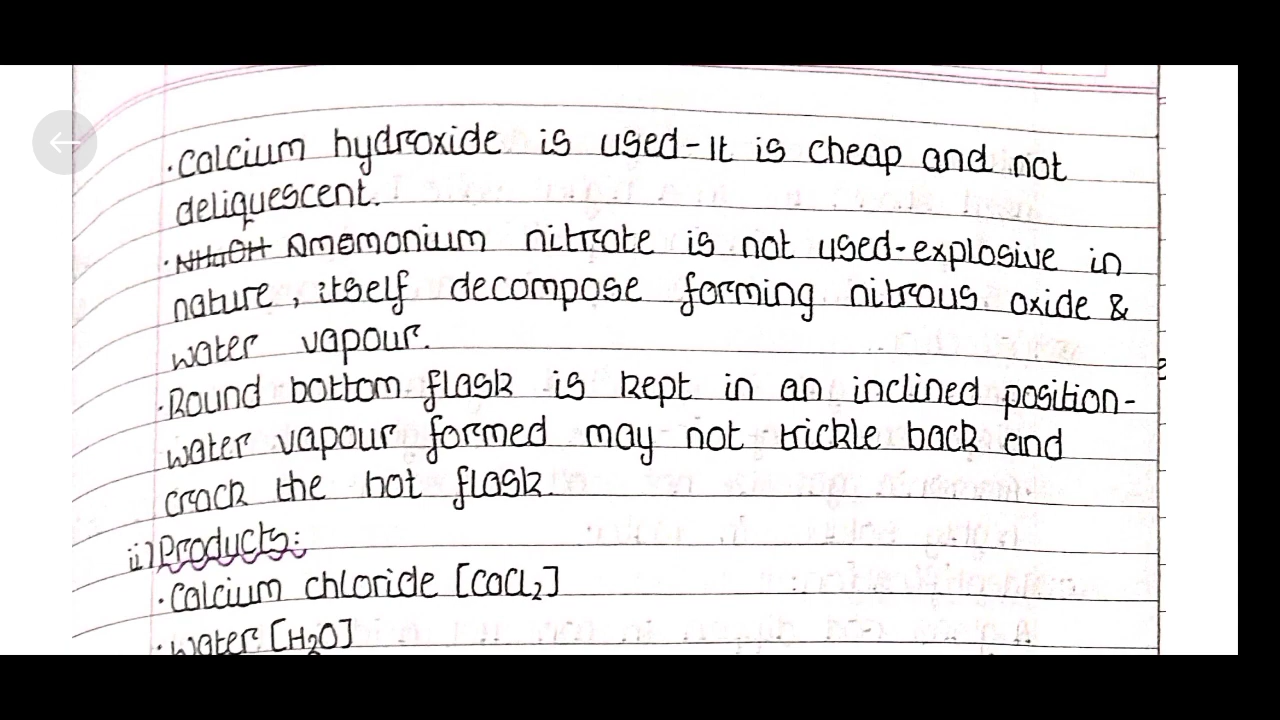 ·Calcium hydroxide is used-It is cheap and not
deliquescent.
·NH4OH Amemonium nitrate is not used-explosive in
nature, itself decompose forming nitrous oxide &
water vapour.
·Round bottom flask is kept in an inclined position-
water vapour formed may not trickle back and
crack the hot flask.
ii) Products:
·Calcium chloride [CaCl₂]
·water [H₂O]